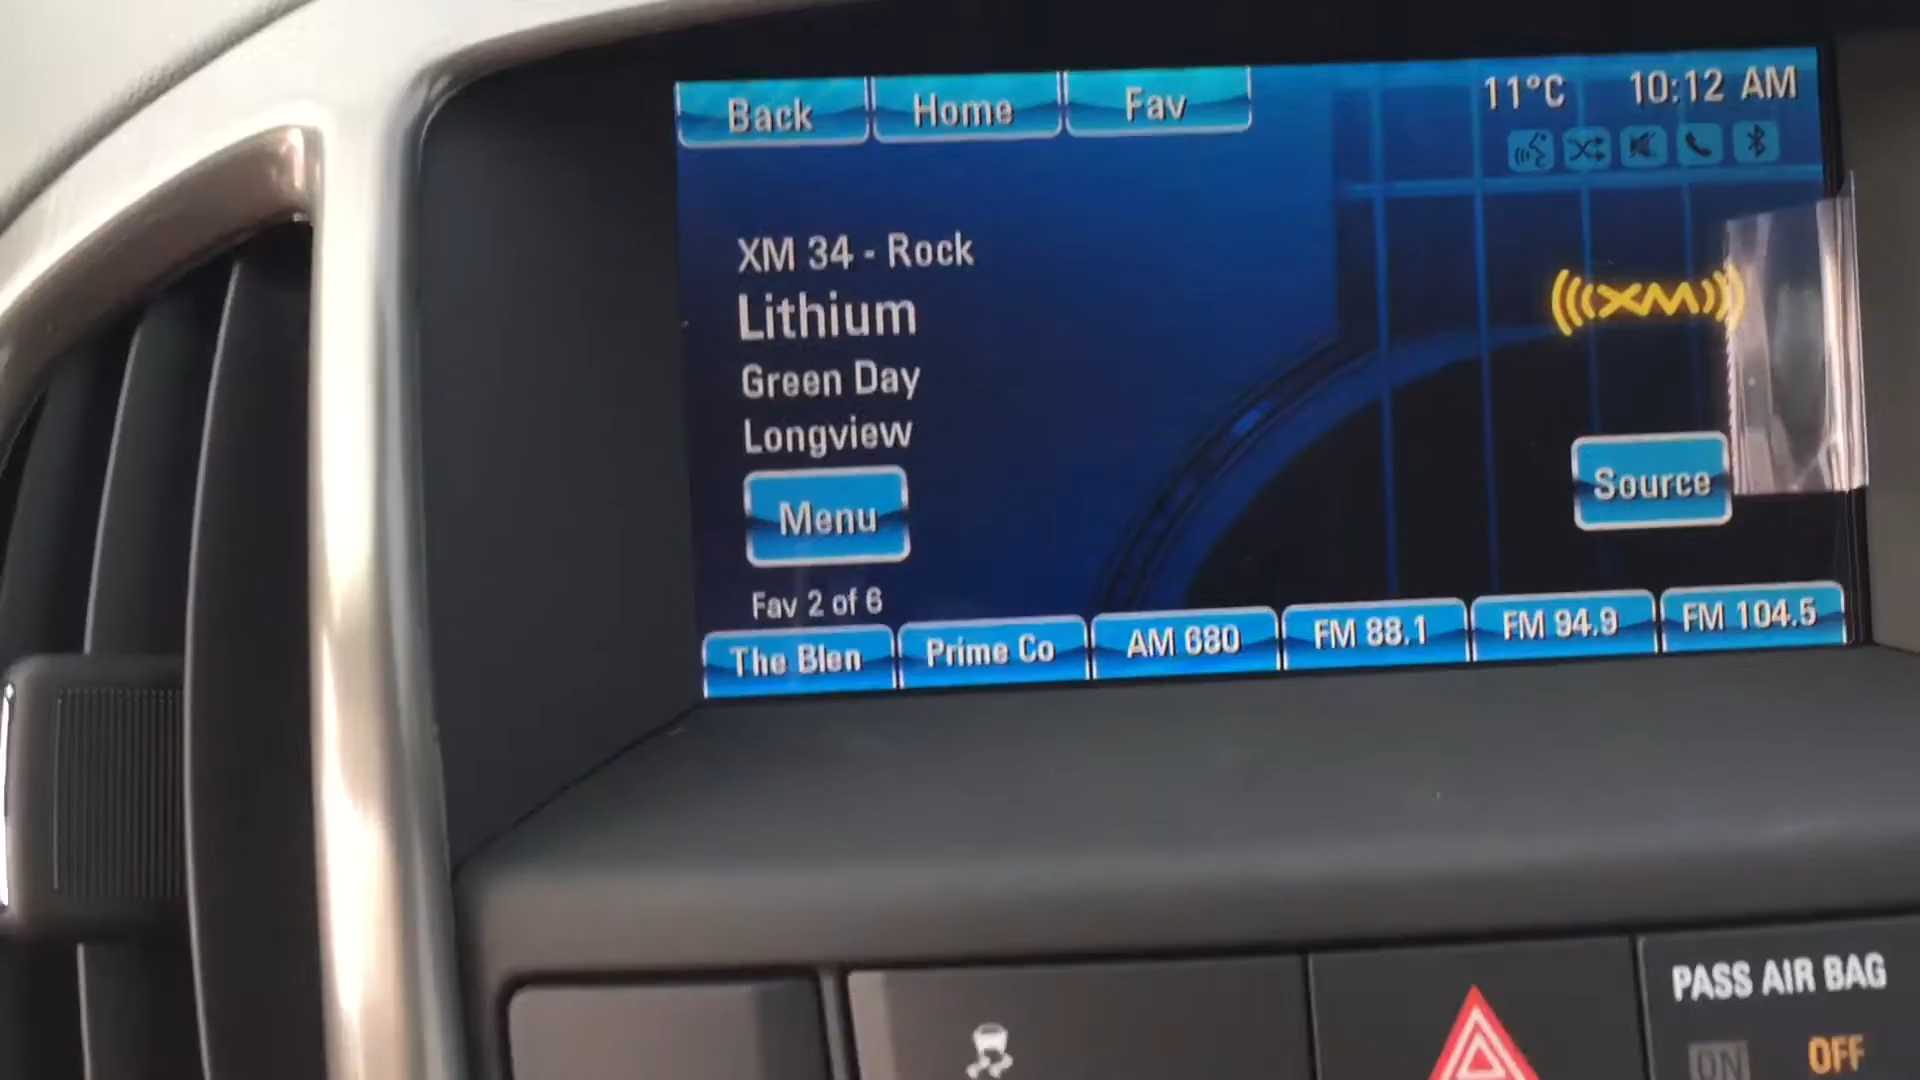 Back Home Fav 11°C 10:12 AM
XM 34 - Rock
Lithium
((( XM )))
Green Day
Longview
Menu
Source
Fav 2 of 6
The Blen Prime Co AM 680 FM 88.1 FM 94.9 FM 104.5
PASS AIR BAG
ON OFF